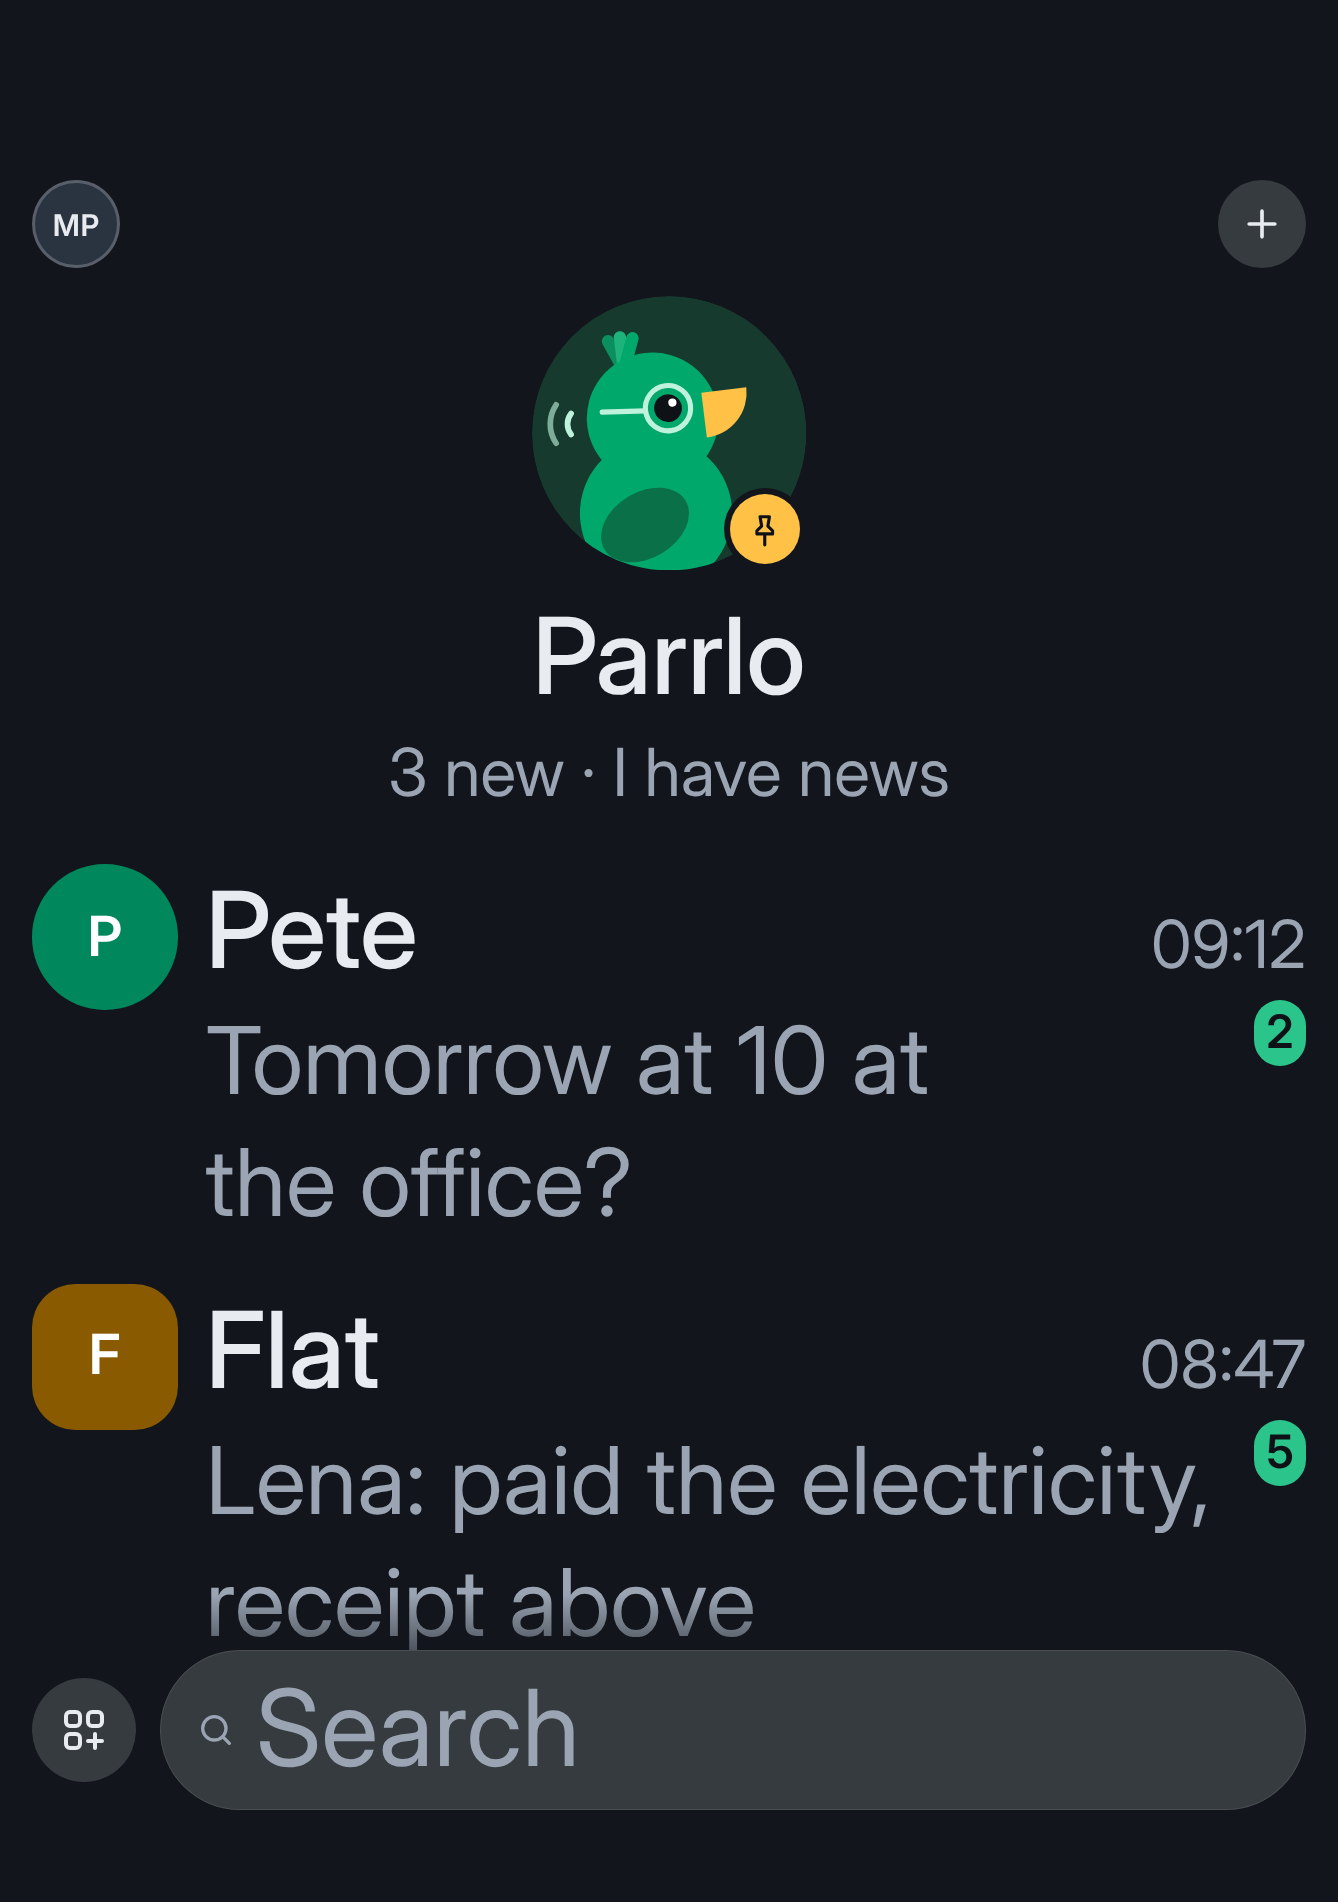 MP
Parrlo
3 new · I have news
P
Pete
09:12
Tomorrow at 10 at
2
the office?
F
Flat
08:47
Lena: paid the electricity,
5
receipt above
Search